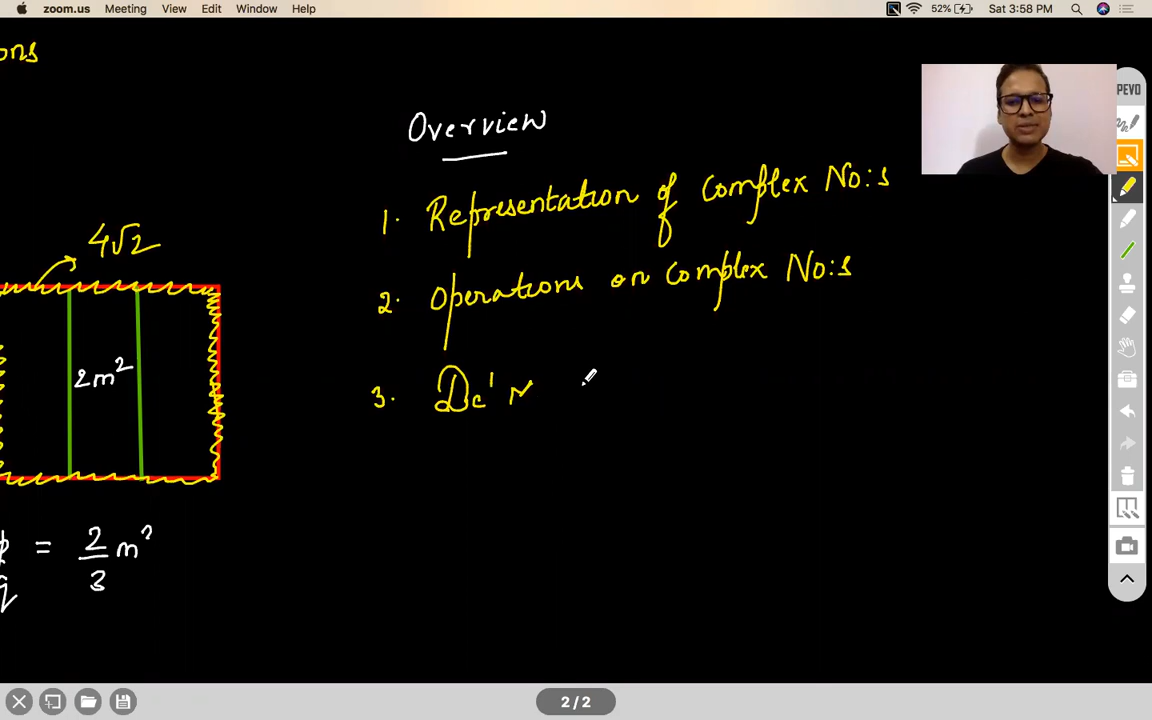 zoom.us Meeting View Edit Window Help 52% Sat 3:58 PM
ons
PEVO
Overview
1. Representation of Complex No:s
2. Operations on Complex No:s
4√2
2m²
3. De'
= 2/3 m²
q
2/2